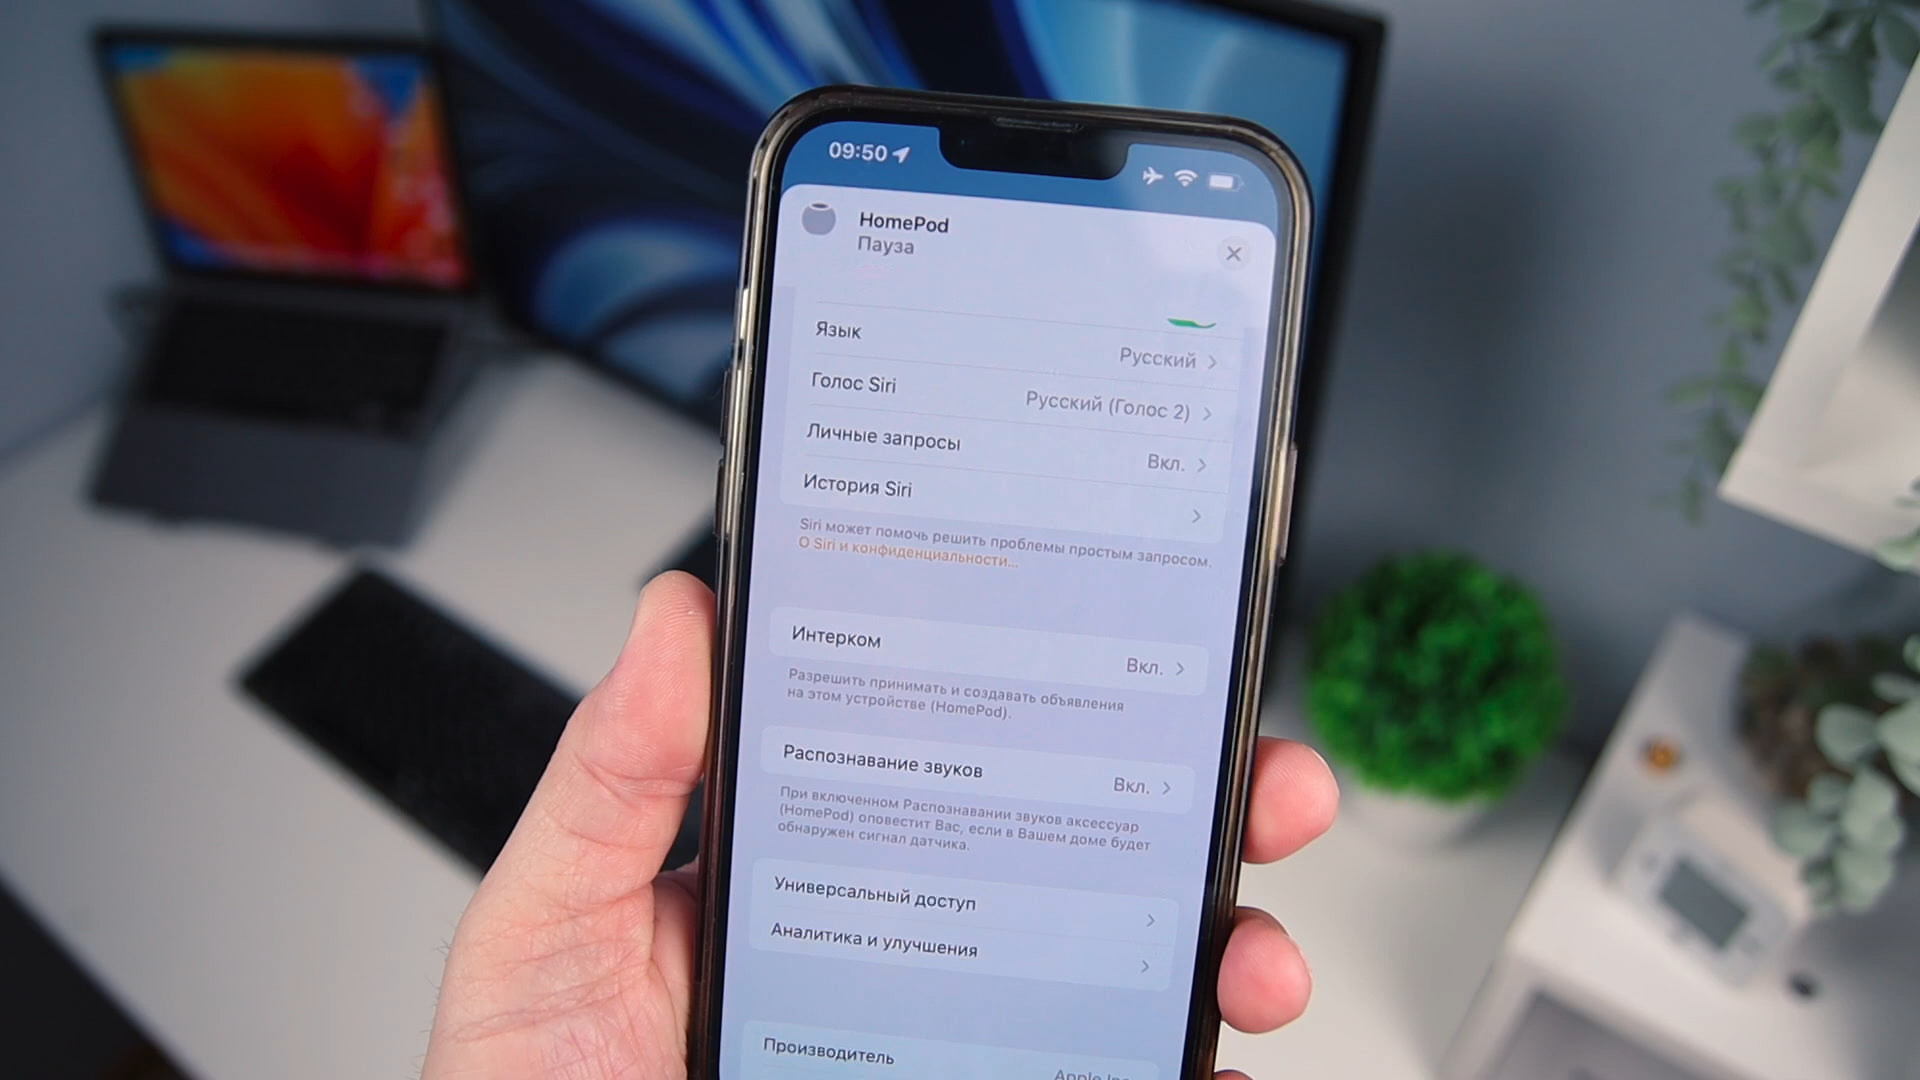 09:50
HomePod
Пауза
Язык
Русский
Голос Siri
Русский (Голос 2)
Личные запросы
Вкл.
История Siri
Siri может помочь решить проблемы простым запросом.
О Siri и конфиденциальности...
Интерком
Вкл.
Разрешить принимать и создавать объявления
на этом устройстве (HomePod).
Распознавание звуков
Вкл.
При включенном Распознавании звуков аксессуар
(HomePod) оповестит Вас, если в Вашем доме будет
обнаружен сигнал датчика.
Универсальный доступ
Аналитика и улучшения
Производитель
Apple Inc.